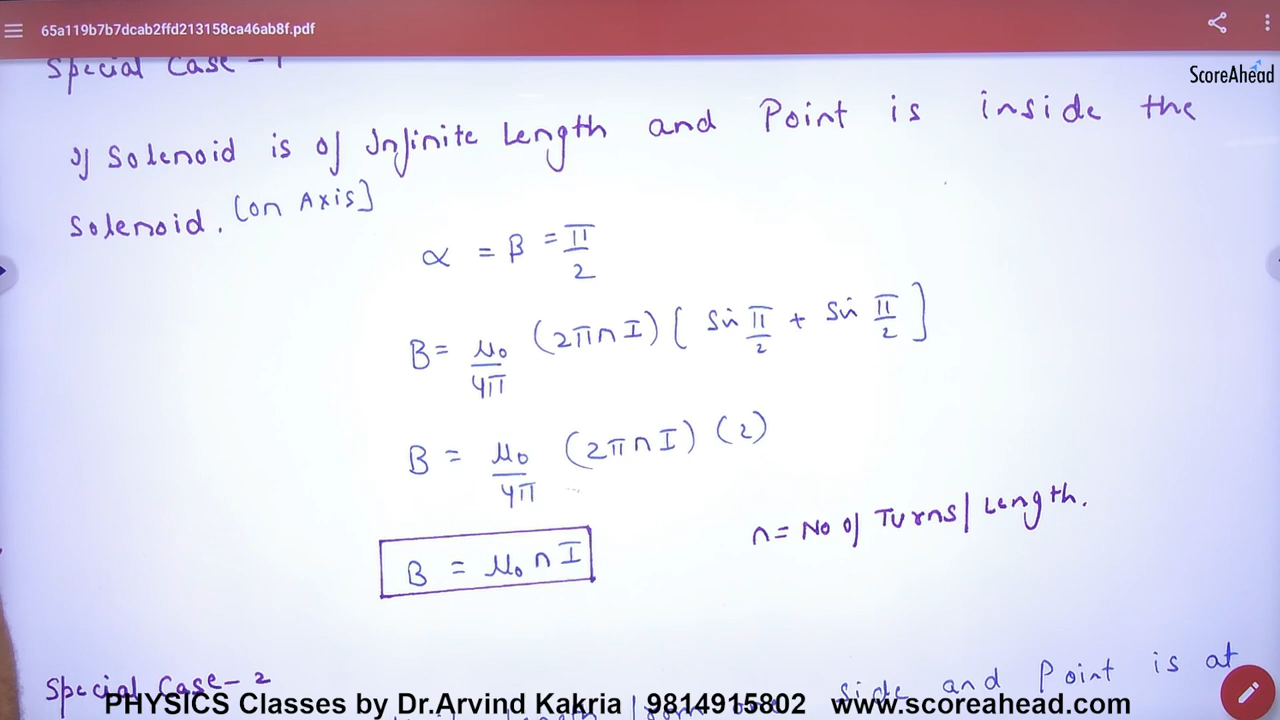 65a119b7b7dcab2ffd213158ca46ab8f.pdf
Special Case - 1
ScoreAhead
If Solenoid is of Infinite Length and Point is inside the
Solenoid. [on Axis]
α = β = π/2
B = μ₀/4π (2πnI) [ Sin π/2 + Sin π/2 ]
B = μ₀/4π (2πnI) (2)
n = No of Turns/Length.
B = μ₀ n I
Special Case - 2
side and Point is at
PHYSICS Classes by Dr.Arvind Kakria | 9814915802 www.scoreahead.com